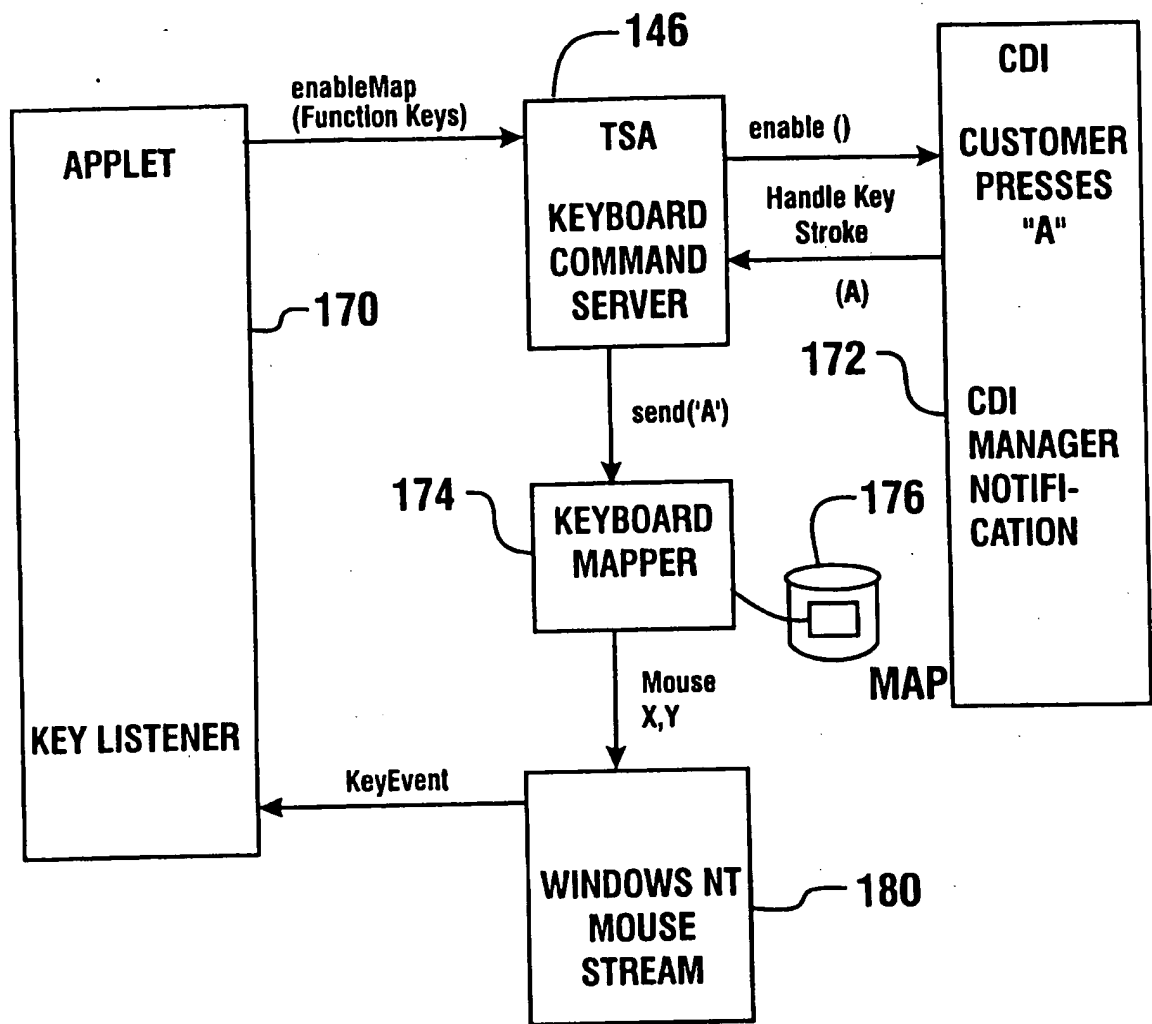 146
enableMap
(Function Keys)
APPLET
170
KEY LISTENER
TSA
KEYBOARD
COMMAND
SERVER
enable ()
Handle Key
Stroke
(A)
CDI
CUSTOMER
PRESSES
"A"
172
CDI
MANAGER
NOTIFI-
CATION
send('A')
174
KEYBOARD
MAPPER
176
MAP
Mouse
X,Y
KeyEvent
WINDOWS NT
MOUSE
STREAM
180